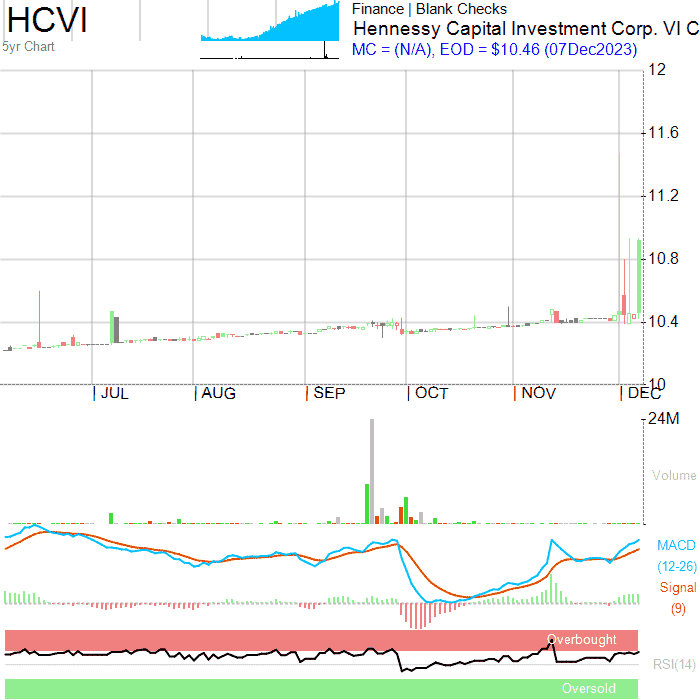 HCVI
5yr Chart
Finance | Blank Checks
Hennessy Capital Investment Corp. VI C
MC = (N/A), EOD = $10.46 (07Dec2023)
12
11.6
11.2
10.8
10.4
10
| JUL
| AUG
| SEP
| OCT
| NOV
| DEC
24M
Volume
MACD
(12-26)
Signal
(9)
Overbought
RSI(14)
Oversold